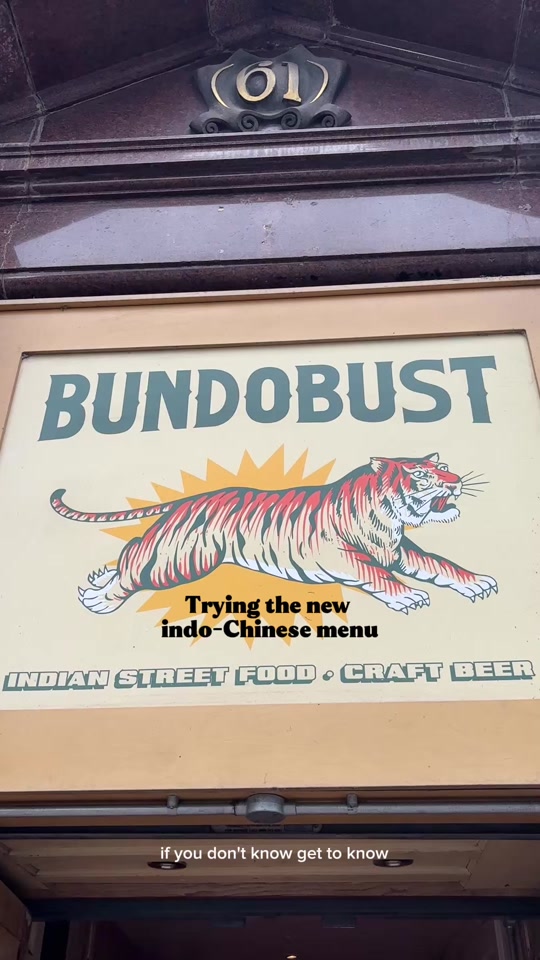 61
BUNDOBUST
Trying the new
indo-Chinese menu
INDIAN STREET FOOD • CRAFT BEER
if you don't know get to know